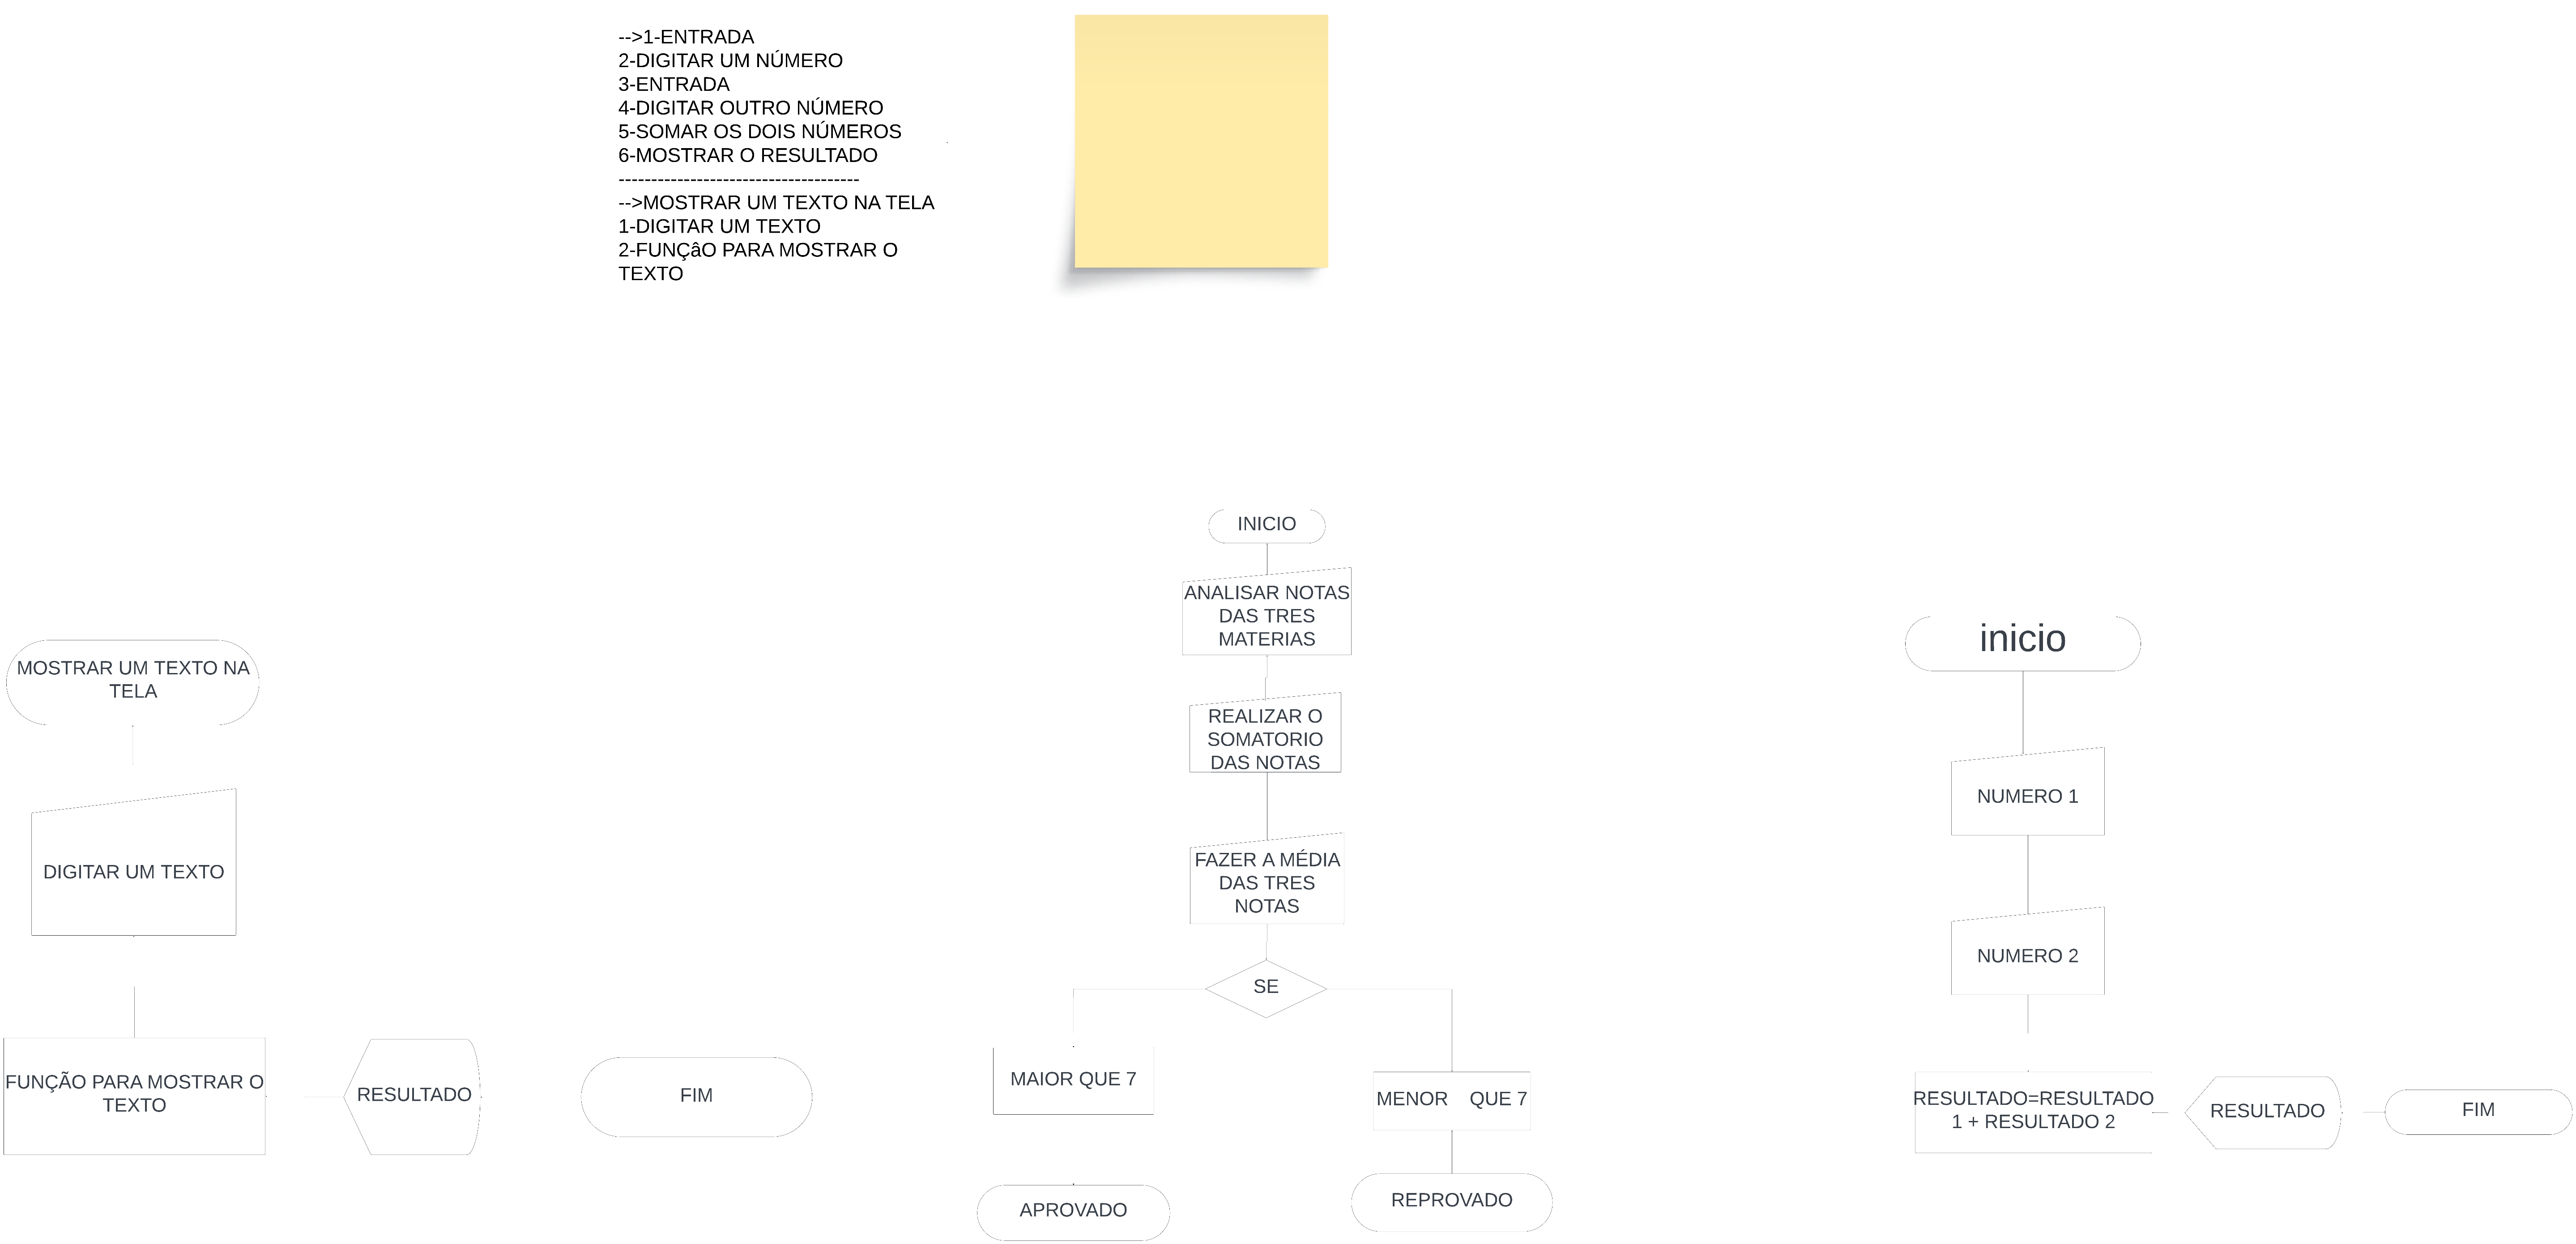 -->1-ENTRADA
2-DIGITAR UM NÚMERO
3-ENTRADA
4-DIGITAR OUTRO NÚMERO
5-SOMAR OS DOIS NÚMEROS
6-MOSTRAR O RESULTADO
-------------------------------------
-->MOSTRAR UM TEXTO NA TELA
1-DIGITAR UM TEXTO
2-FUNÇâO PARA MOSTRAR O
TEXTO
MOSTRAR UM TEXTO NA
TELA
DIGITAR UM TEXTO
FUNÇÃO PARA MOSTRAR O
TEXTO
RESULTADO
FIM
INICIO
ANALISAR NOTAS
DAS TRES
MATERIAS
REALIZAR O
SOMATORIO
DAS NOTAS
FAZER A MÉDIA
DAS TRES
NOTAS
SE
MAIOR QUE 7
MENOR QUE 7
APROVADO
REPROVADO
inicio
NUMERO 1
NUMERO 2
RESULTADO=RESULTADO
1 + RESULTADO 2
RESULTADO
FIM